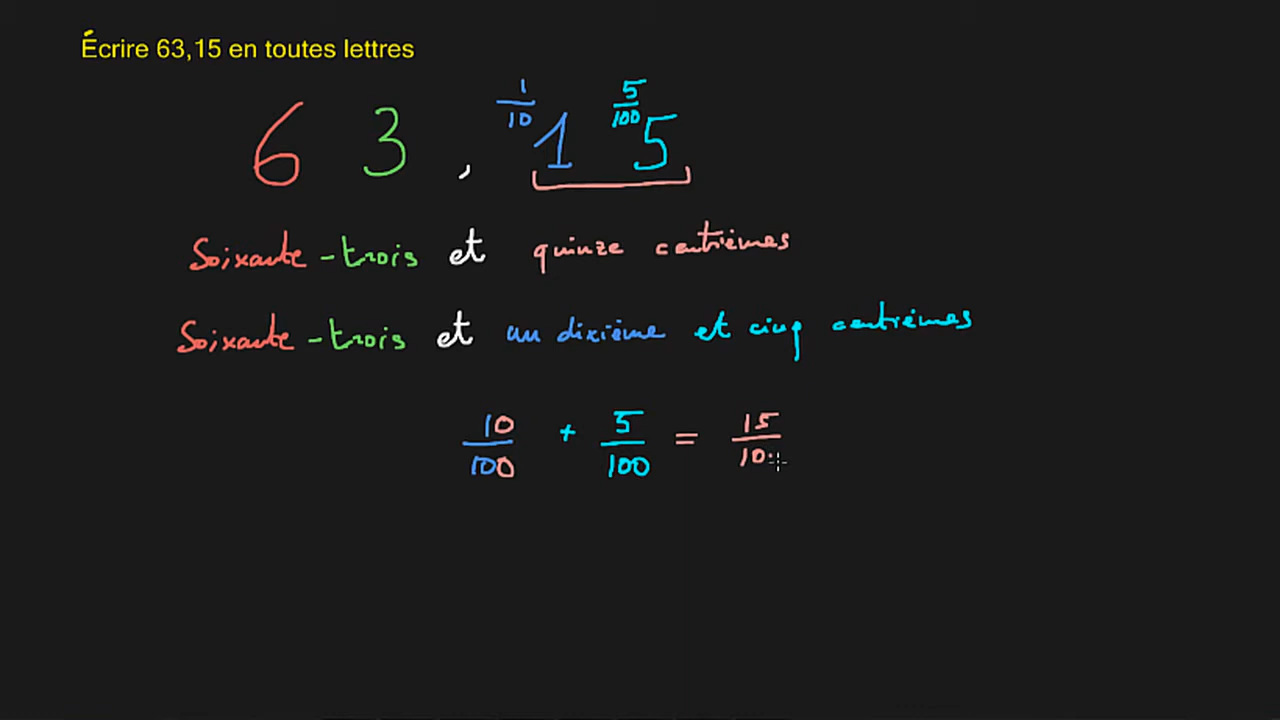 Écrire 63,15 en toutes lettres
1/10 5/100
6 3 , 1 5
Soixante-trois et quinze centièmes
Soixante-trois et un dixième et cinq centièmes
10/100 + 5/100 = 15/10